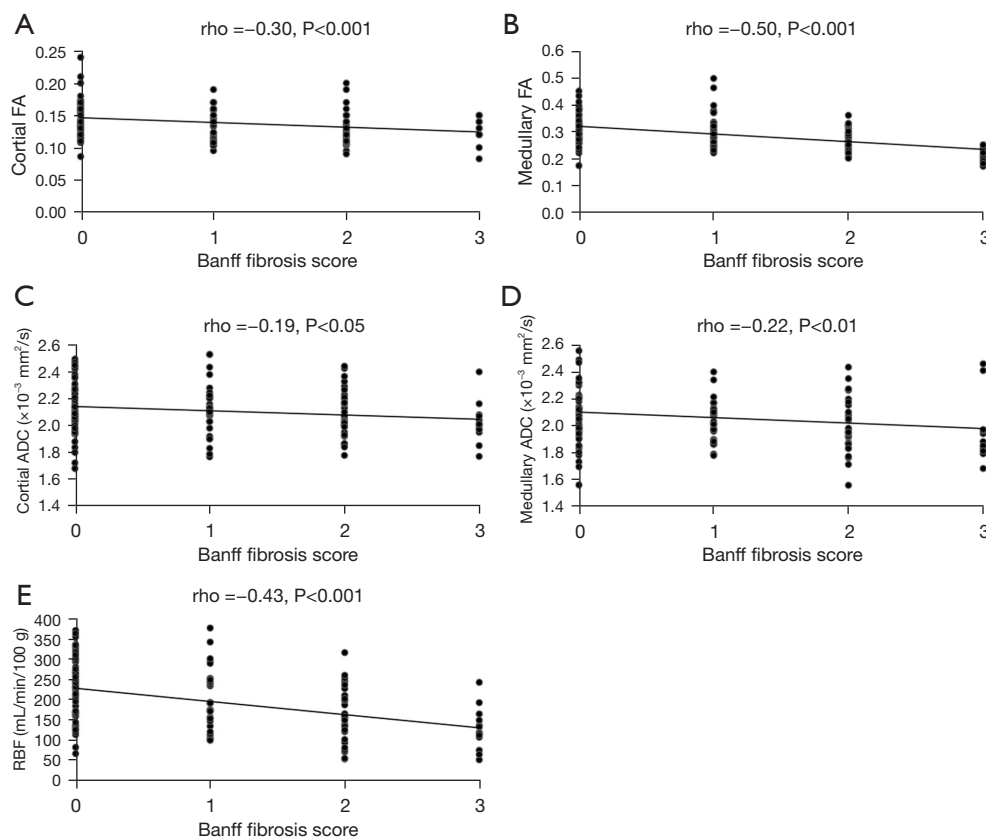 A
rho =−0.30, P<0.001
Cortial FA
0.25
0.20
0.15
0.10
0.05
0.00
0 1 2 3
Banff fibrosis score
B
rho =−0.50, P<0.001
Medullary FA
0.6
0.5
0.4
0.3
0.2
0.1
0.0
0 1 2 3
Banff fibrosis score
C
rho =−0.19, P<0.05
Cortial ADC (×10⁻³ mm²/s)
2.6
2.4
2.2
2.0
1.8
1.6
1.4
0 1 2 3
Banff fibrosis score
D
rho =−0.22, P<0.01
Medullary ADC (×10⁻³ mm²/s)
2.6
2.4
2.2
2.0
1.8
1.6
1.4
0 1 2 3
Banff fibrosis score
E
rho =−0.43, P<0.001
RBF (mL/min/100 g)
400
350
300
250
200
150
100
50
0
0 1 2 3
Banff fibrosis score